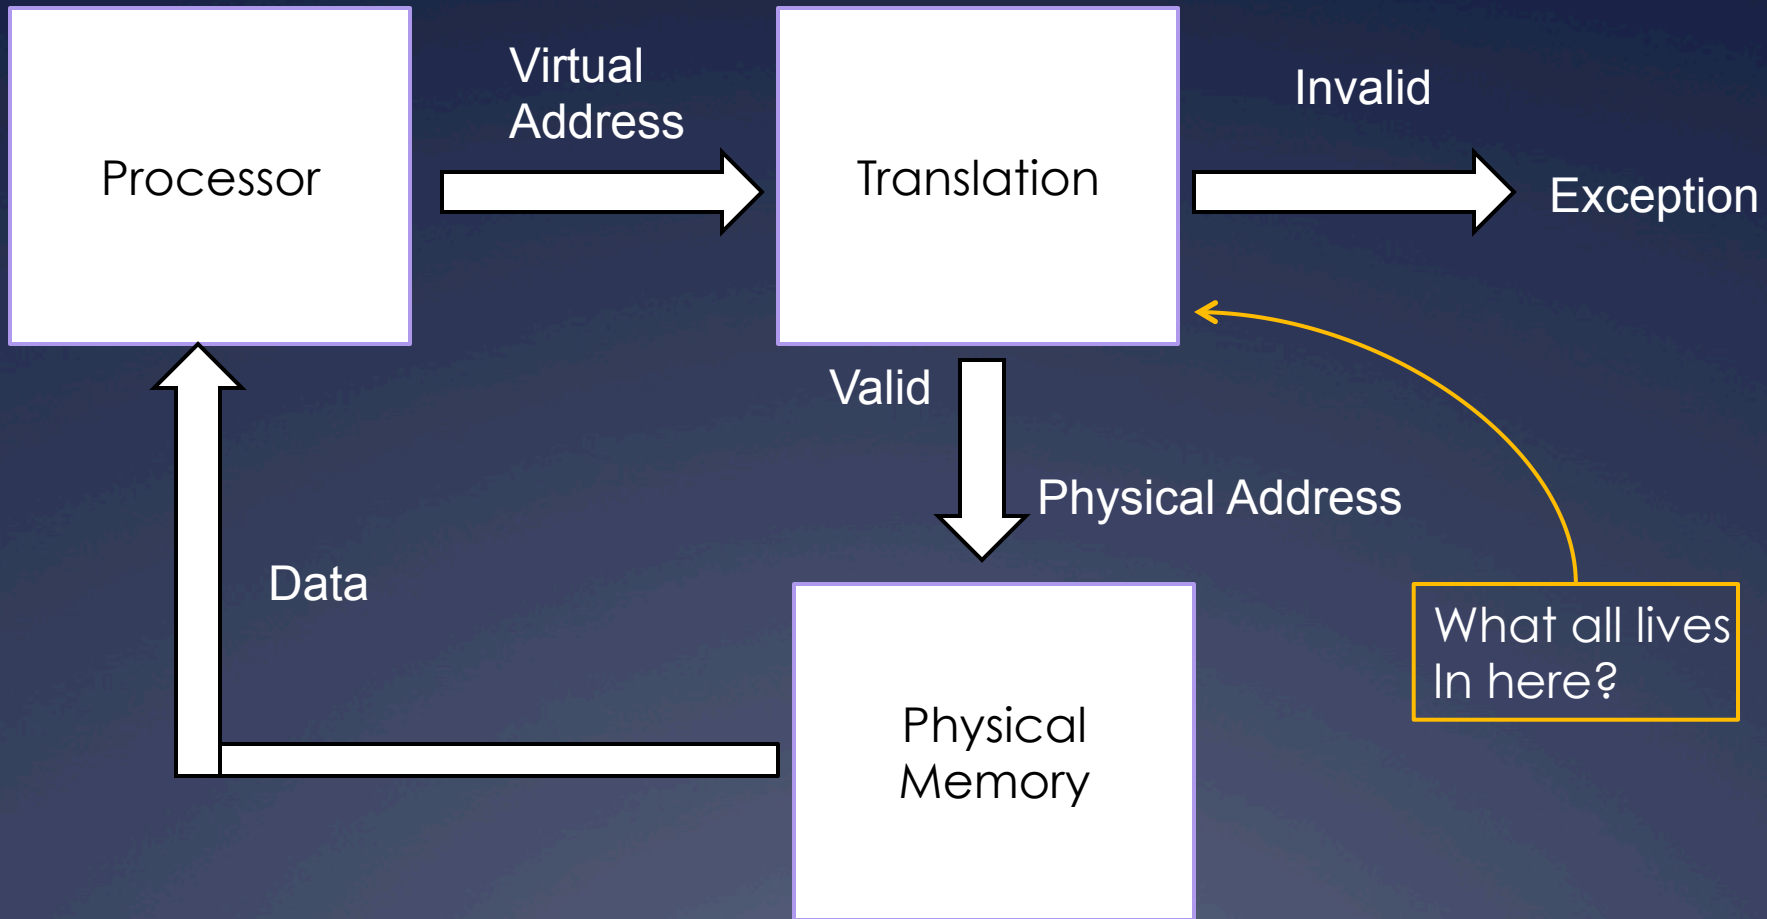 Processor
Virtual
Address
Translation
Invalid
Exception
Valid
Physical Address
Data
What all lives
In here?
Physical
Memory